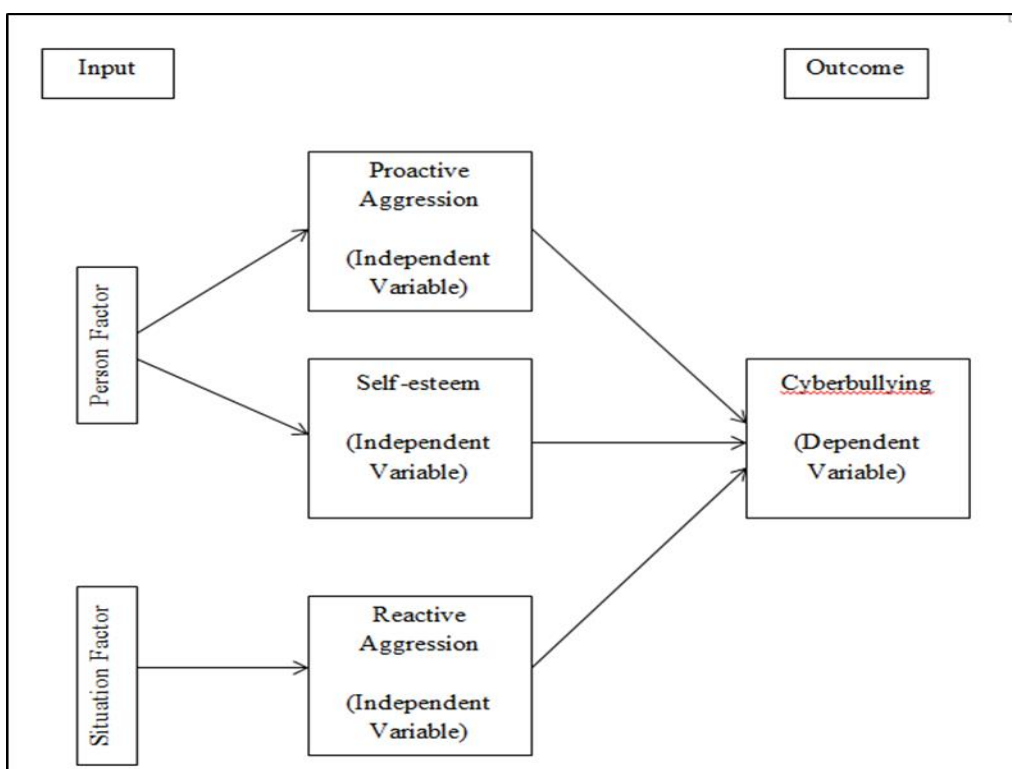 Input
Outcome
Proactive
Aggression
(Independent
Variable)
Person Factor
Self-esteem
(Independent
Variable)
Cyberbullying
(Dependent
Variable)
Situation Factor
Reactive
Aggression
(Independent
Variable)